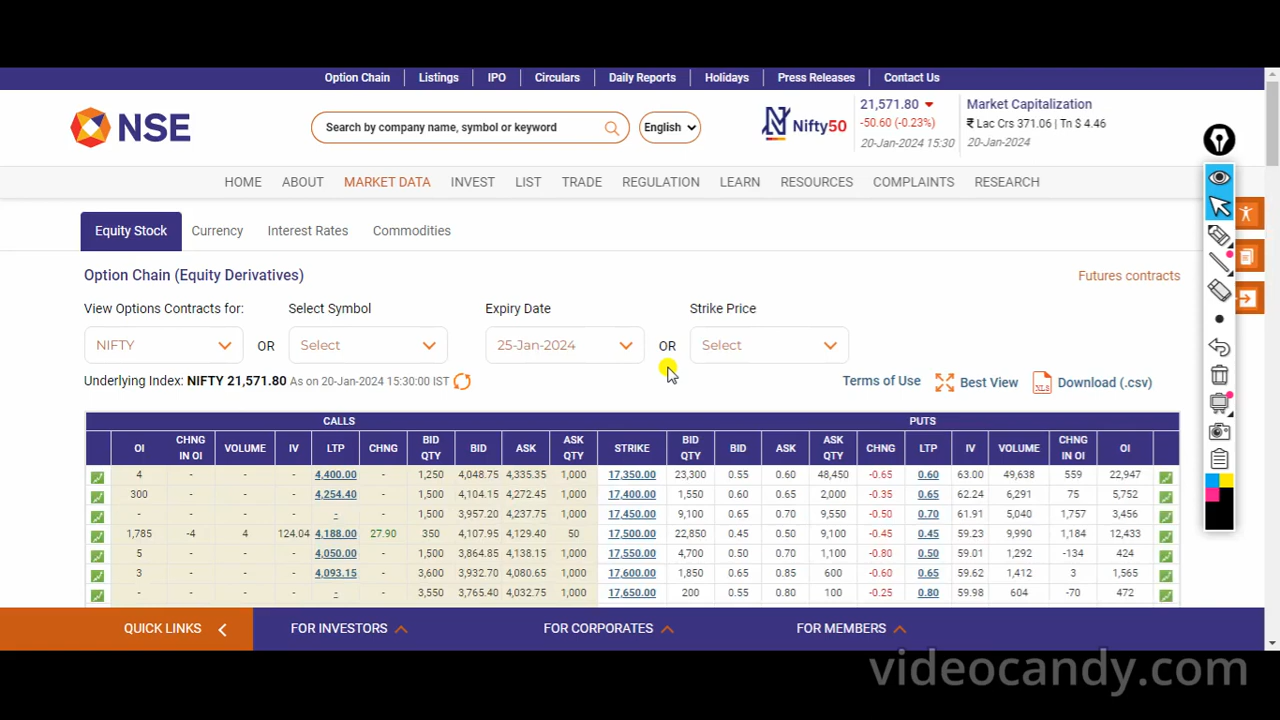 Option Chain Listings IPO Circulars Daily Reports Holidays Press Releases Contact Us
NSE
Search by company name, symbol or keyword
English
Nifty50
21,571.80
-50.60 (-0.23%)
20-Jan-2024 15:30
Market Capitalization
₹ Lac Crs 371.06 | Tn $ 4.46
20-Jan-2024
HOME ABOUT MARKET DATA INVEST LIST TRADE REGULATION LEARN RESOURCES COMPLAINTS RESEARCH
Equity Stock Currency Interest Rates Commodities
Option Chain (Equity Derivatives) Futures contracts
View Options Contracts for: Select Symbol Expiry Date Strike Price
NIFTY OR Select 25-Jan-2024 OR Select
Underlying Index: NIFTY 21,571.80 As on 20-Jan-2024 15:30:00 IST Terms of Use Best View XLS Download (.csv)
CALLS PUTS
OI CHNG IN OI VOLUME IV LTP CHNG BID QTY BID ASK ASK QTY STRIKE BID QTY BID ASK ASK QTY CHNG LTP IV VOLUME CHNG IN OI OI
4 - - - 4,400.00 - 1,250 4,048.75 4,335.35 1,000 17,350.00 23,300 0.55 0.60 48,450 -0.65 0.60 63.00 49,638 559 22,947
300 - - - 4,254.40 - 1,500 4,104.15 4,272.45 1,000 17,400.00 1,550 0.60 0.65 2,000 -0.35 0.65 62.24 6,291 75 5,752
- - - - - - 1,500 3,957.20 4,237.75 1,000 17,450.00 9,100 0.65 0.70 9,550 -0.50 0.70 61.91 5,040 1,757 3,456
1,785 -4 4 124.04 4,188.00 27.90 350 4,107.95 4,129.40 50 17,500.00 22,850 0.45 0.50 9,100 -0.45 0.45 59.23 9,990 1,184 12,433
5 - - - 4,050.00 - 1,500 3,864.85 4,138.15 1,000 17,550.00 4,700 0.50 0.70 1,100 -0.80 0.50 59.01 1,292 -134 424
3 - - - 4,093.15 - 3,600 3,932.70 4,080.65 1,000 17,600.00 1,850 0.65 0.85 600 -0.60 0.65 59.62 1,412 3 1,565
- - - - - - 3,550 3,765.40 4,032.75 1,000 17,650.00 200 0.55 0.80 100 -0.25 0.80 59.98 604 -70 472
QUICK LINKS FOR INVESTORS FOR CORPORATES FOR MEMBERS
videocandy.com